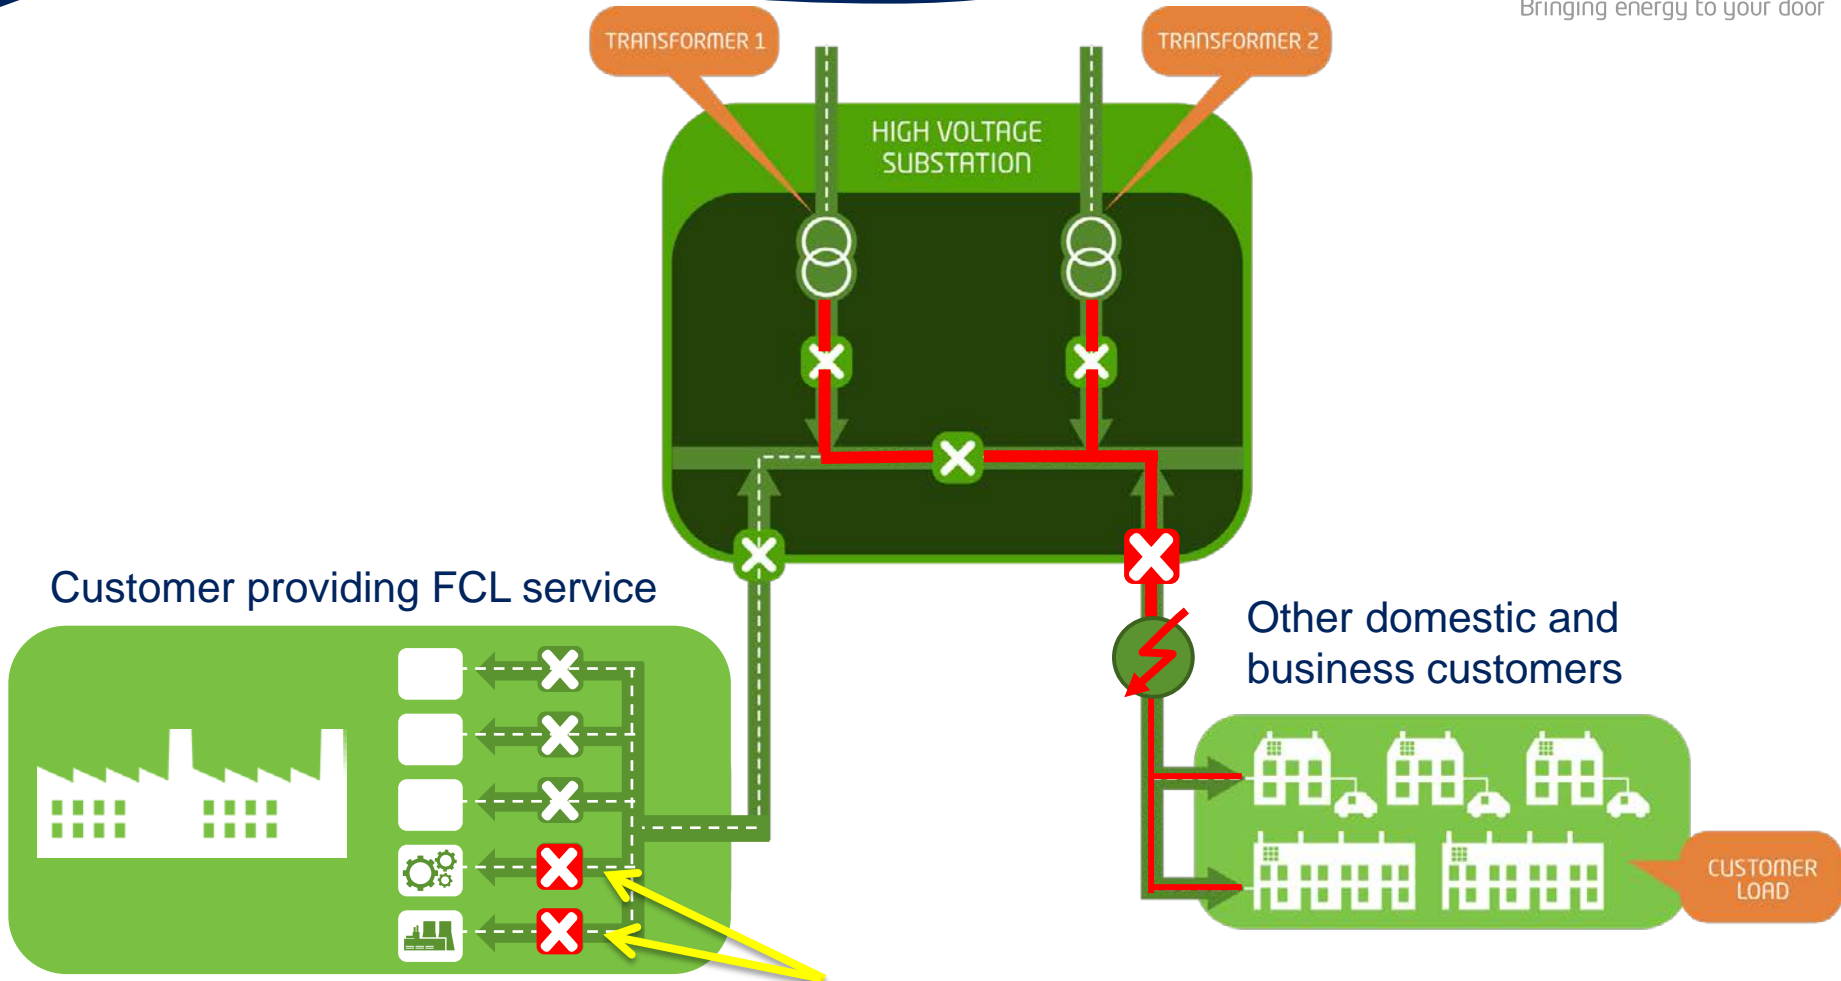 Bringing energy to your door
TRANSFORMER 1
TRANSFORMER 2
HIGH VOLTAGE
SUBSTATION
Customer providing FCL service
Other domestic and
business customers
CUSTOMER
LOAD